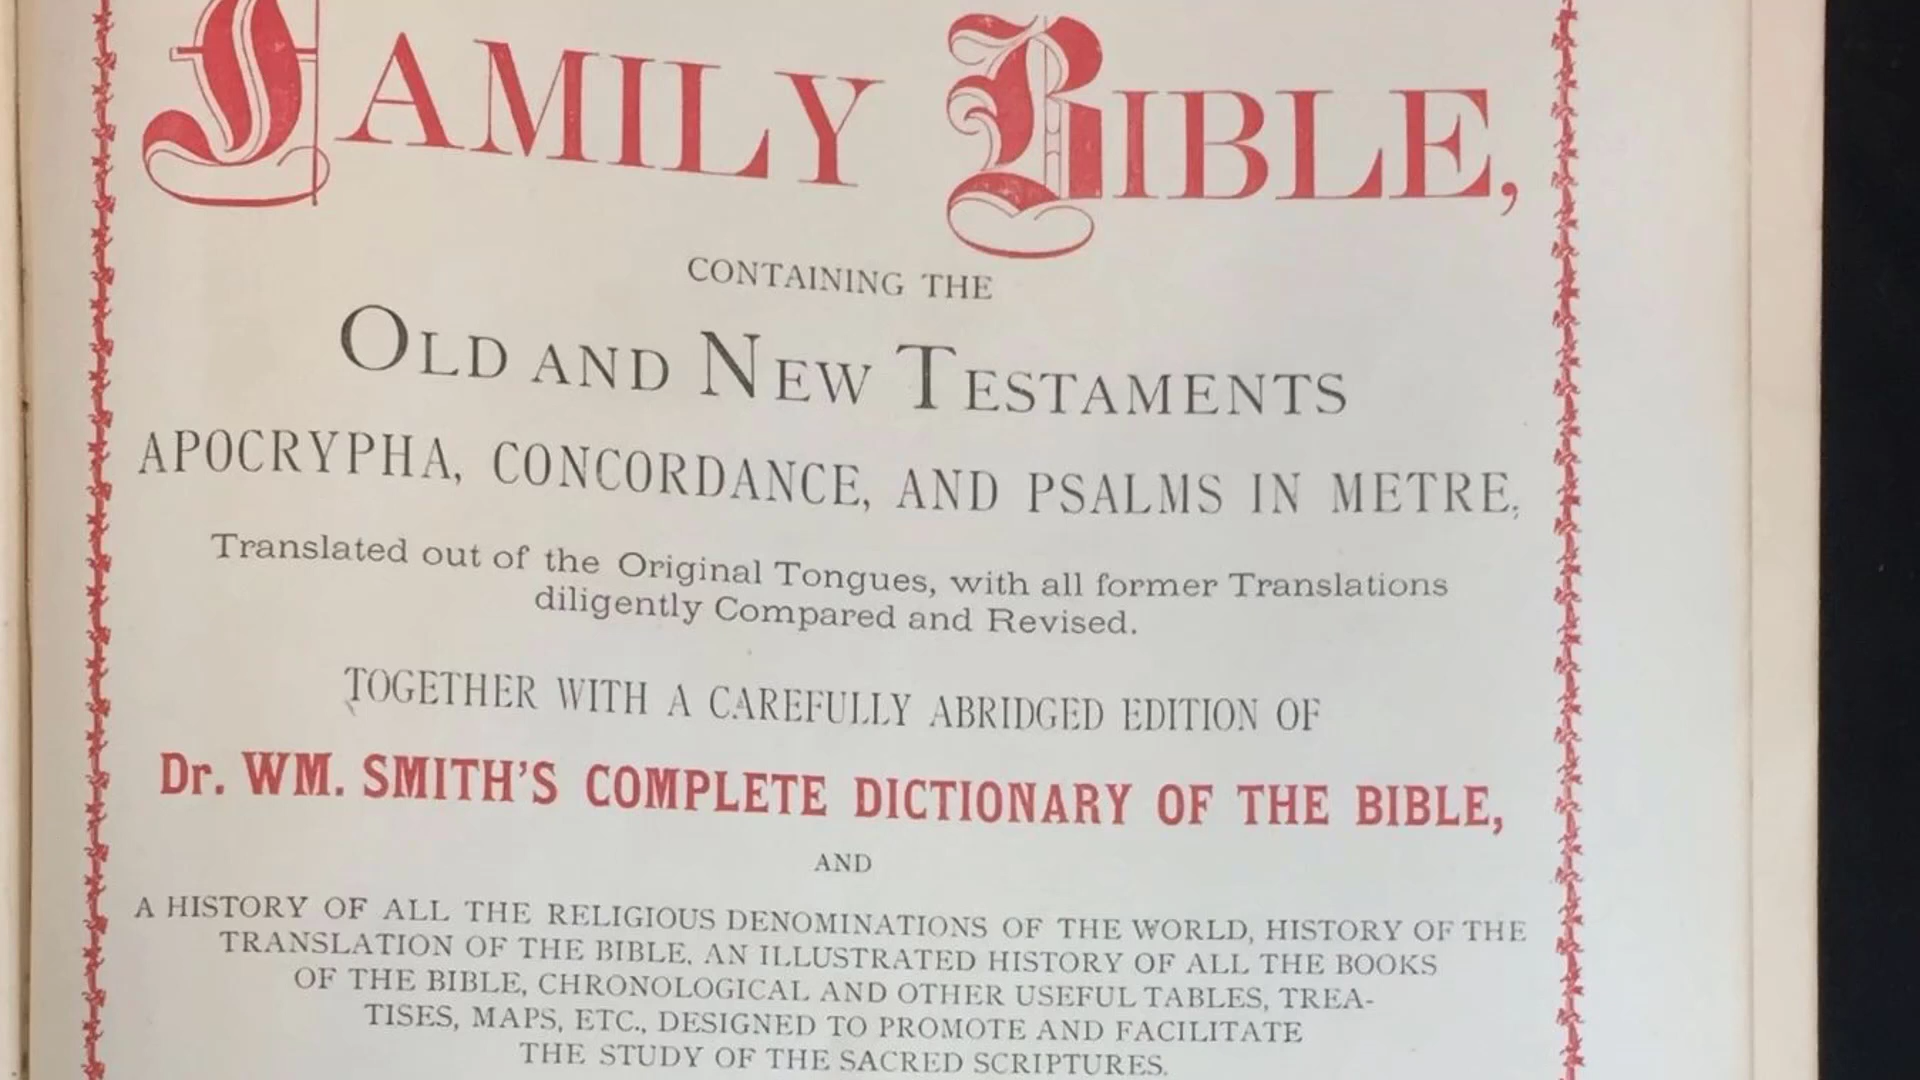 FAMILY BIBLE,
CONTAINING THE
OLD AND NEW TESTAMENTS
APOCRYPHA, CONCORDANCE, AND PSALMS IN METRE,
Translated out of the Original Tongues, with all former Translations
diligently Compared and Revised.
TOGETHER WITH A CAREFULLY ABRIDGED EDITION OF
Dr. WM. SMITH'S COMPLETE DICTIONARY OF THE BIBLE,
AND
A HISTORY OF ALL THE RELIGIOUS DENOMINATIONS OF THE WORLD, HISTORY OF THE
TRANSLATION OF THE BIBLE, AN ILLUSTRATED HISTORY OF ALL THE BOOKS
OF THE BIBLE, CHRONOLOGICAL AND OTHER USEFUL TABLES, TREA-
TISES, MAPS, ETC., DESIGNED TO PROMOTE AND FACILITATE
THE STUDY OF THE SACRED SCRIPTURES.